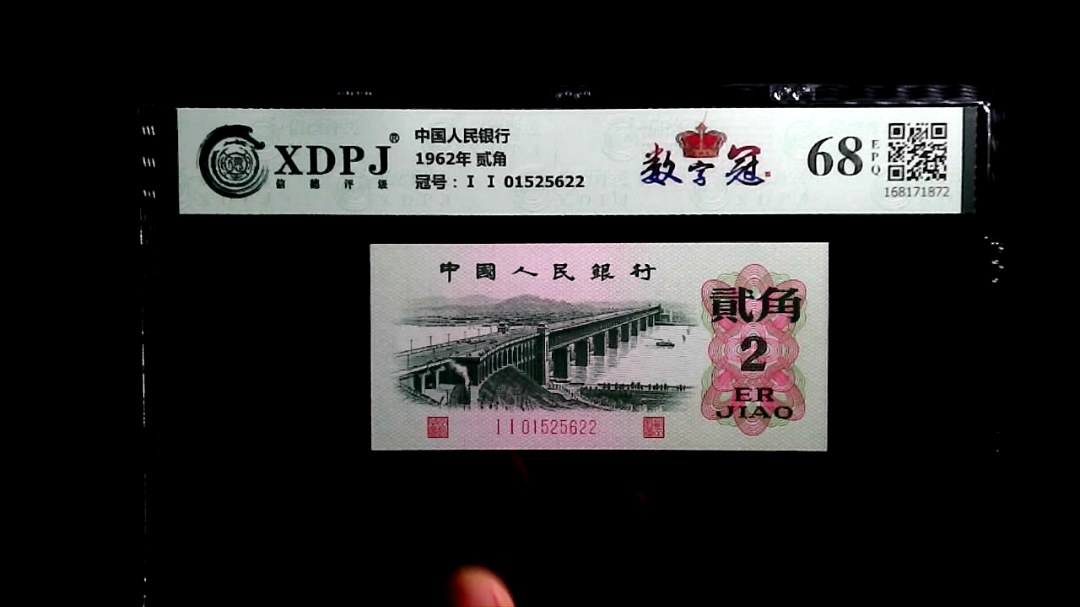 XDPJ®
信德评级
中国人民银行
1962年 贰角
冠号：I I 01525622
数字冠
68
EPQ
168171872
中國人民銀行
貳角
2
ER
JIAO
I I 01525622